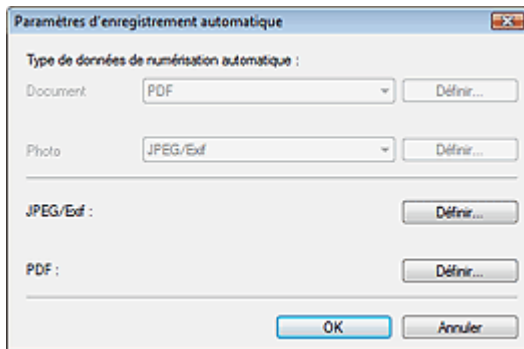 Paramètres d'enregistrement automatique
Type de données de numérisation automatique :
Document PDF Définir...
Photo JPEG/Exif Définir...
JPEG/Exif : Définir...
PDF : Définir...
OK Annuler